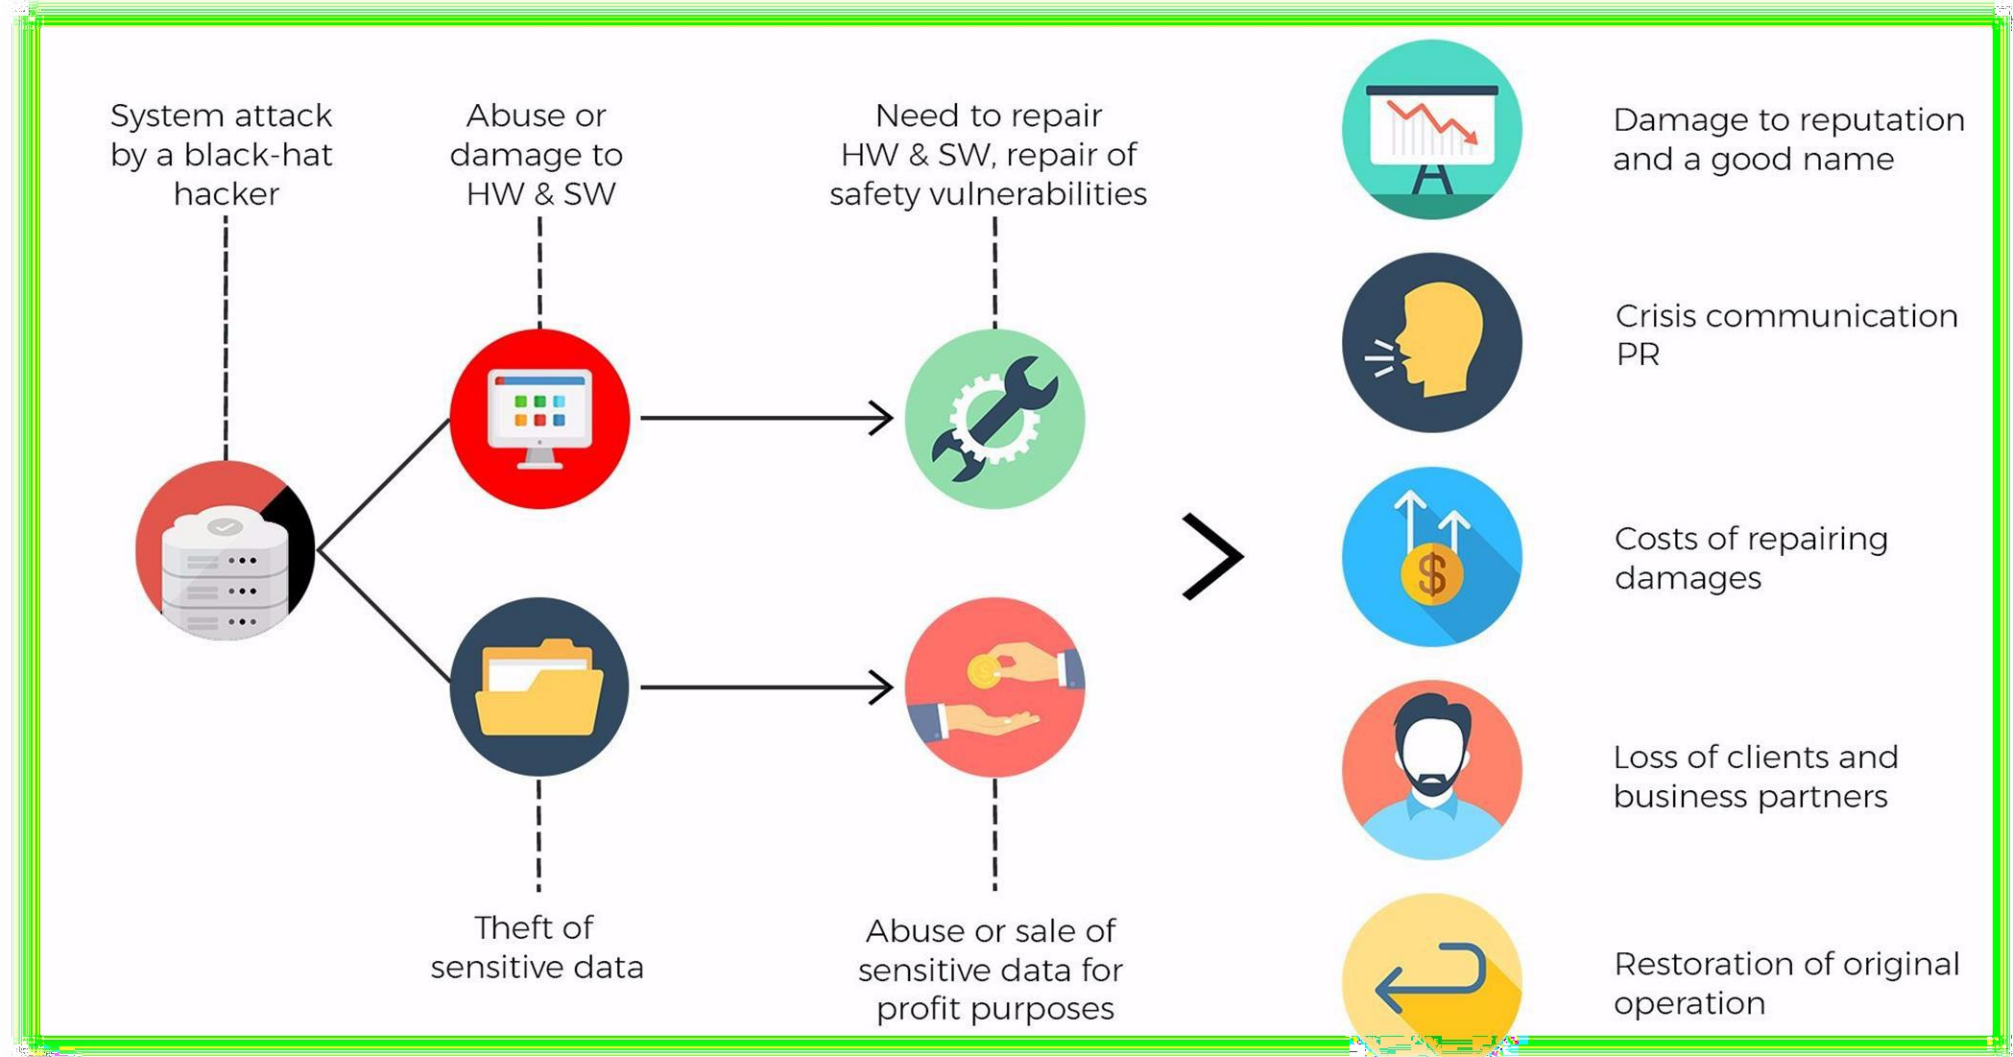 System attack
by a black-hat
hacker
Abuse or
damage to
HW & SW
Need to repair
HW & SW, repair of
safety vulnerabilities
Theft of
sensitive data
Abuse or sale of
sensitive data for
profit purposes
Damage to reputation
and a good name
Crisis communication
PR
Costs of repairing
damages
$
Loss of clients and
business partners
Restoration of original
operation